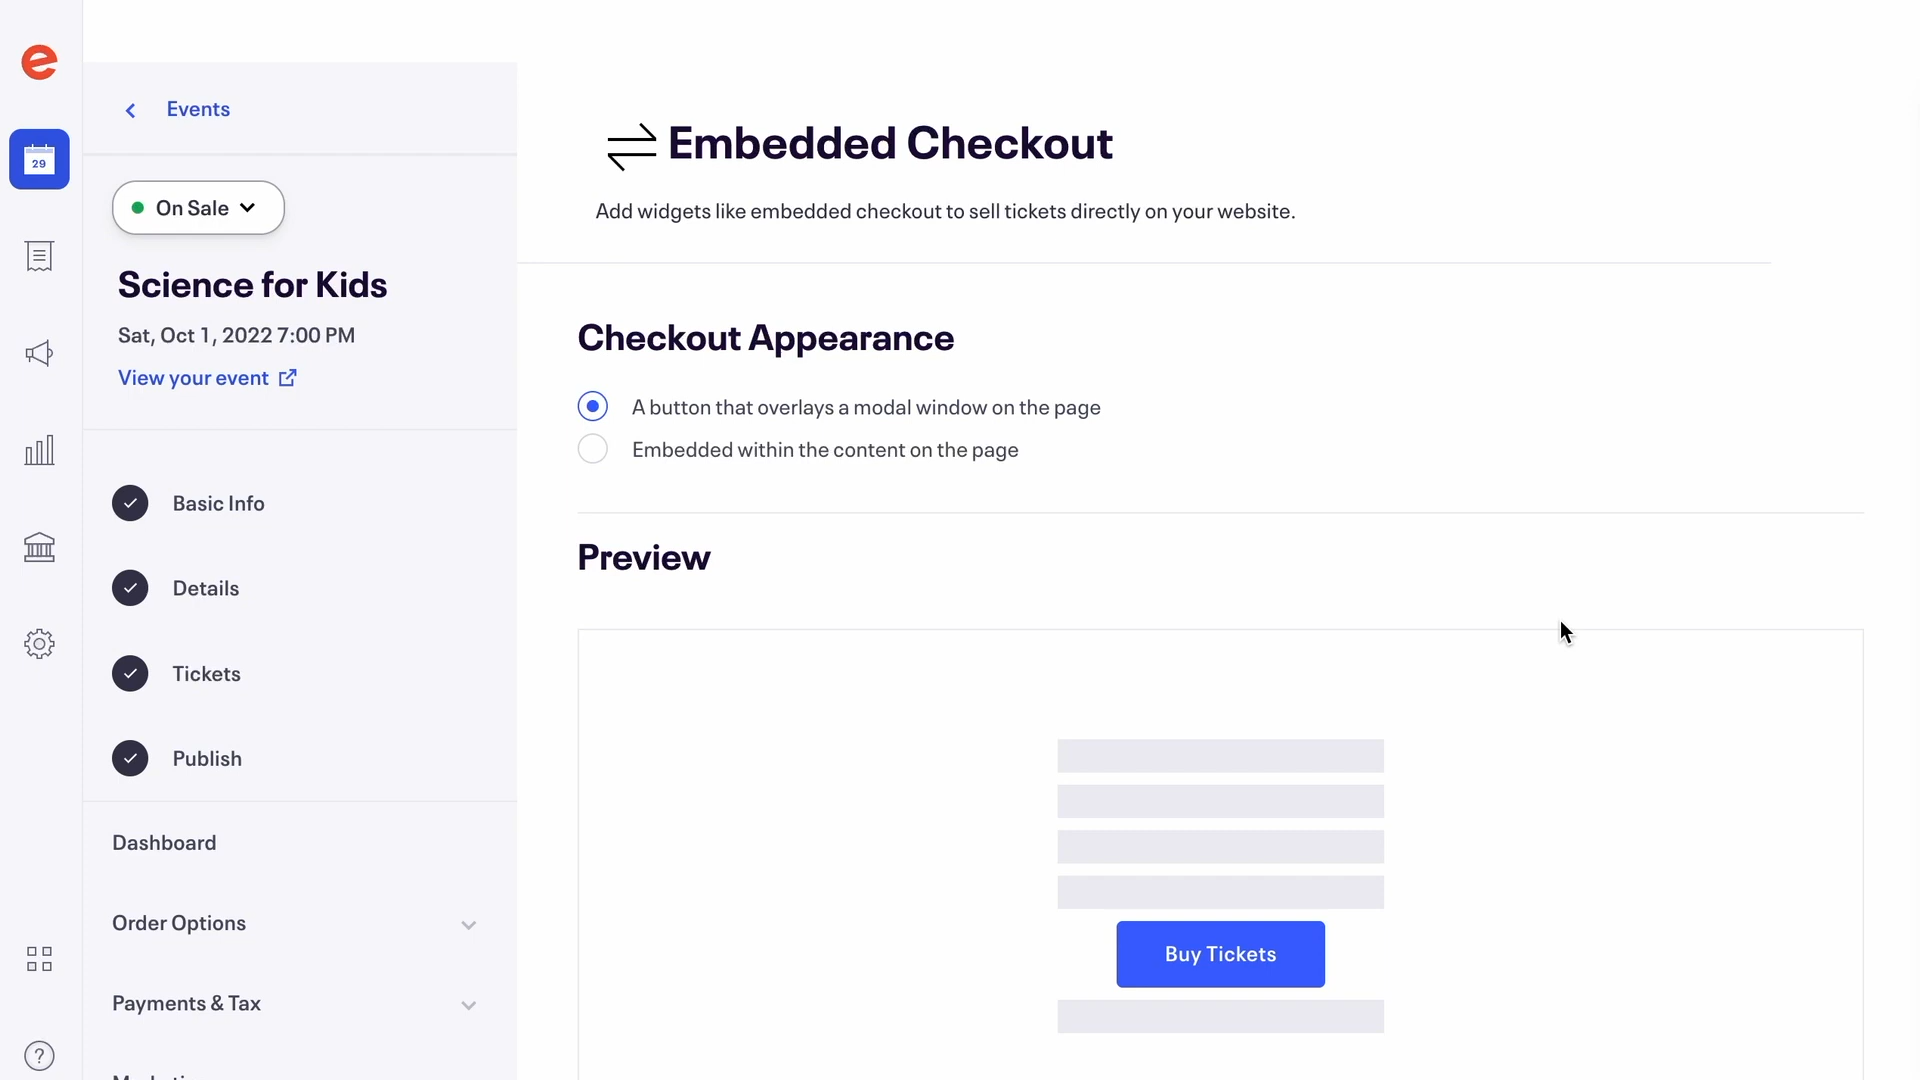 Events
29
On Sale
Science for Kids
Sat, Oct 1, 2022 7:00 PM
View your event
Basic Info
Details
Tickets
Publish
Dashboard
Order Options
Payments & Tax
?
Embedded Checkout
Add widgets like embedded checkout to sell tickets directly on your website.
Checkout Appearance
A button that overlays a modal window on the page
Embedded within the content on the page
Preview
Buy Tickets